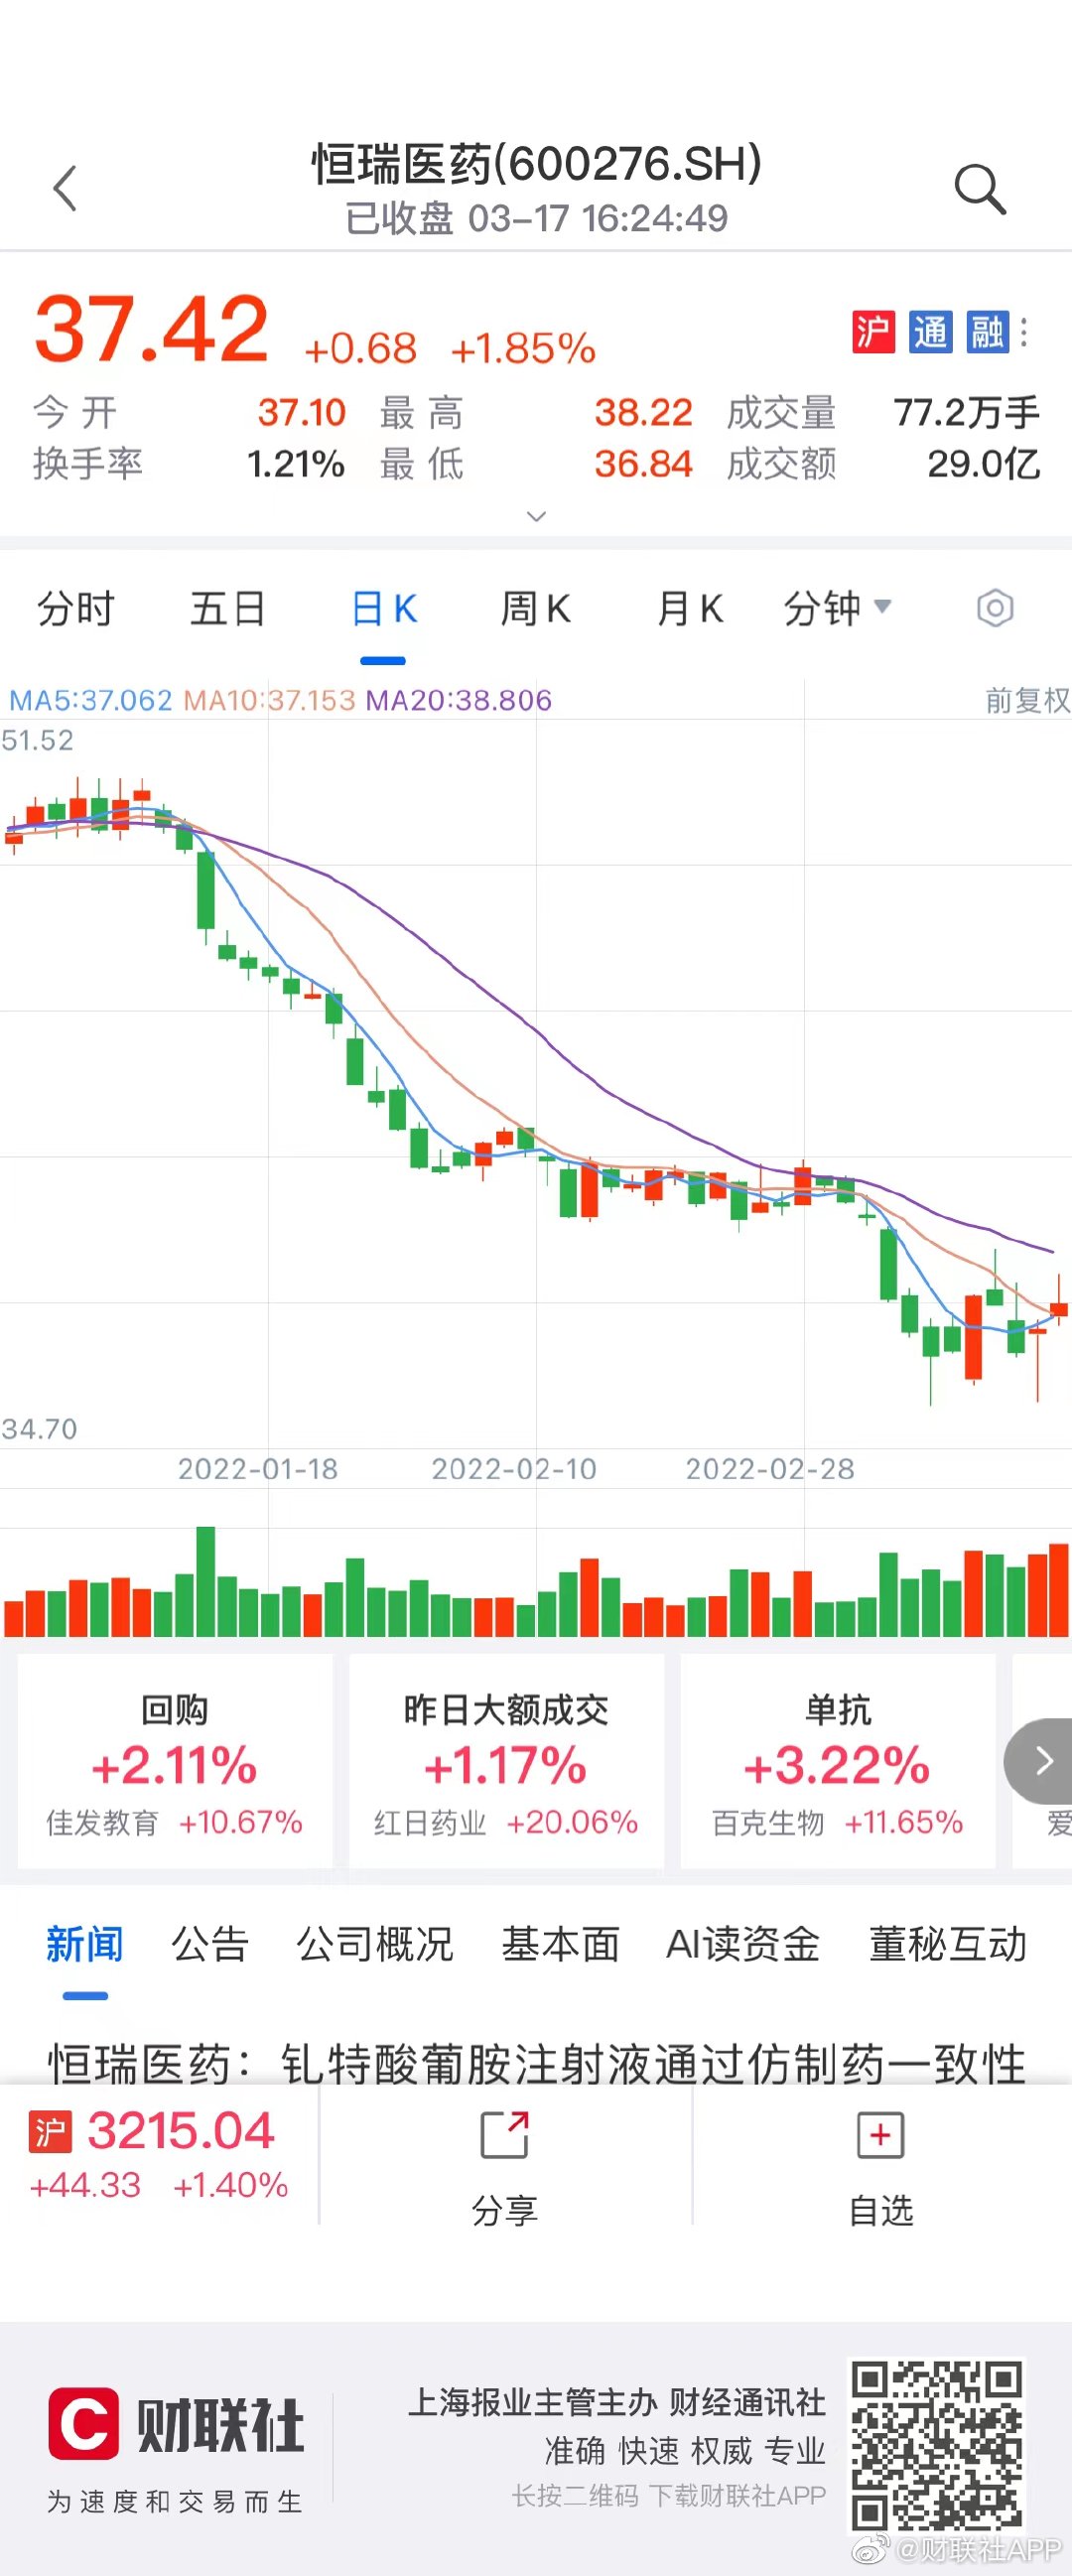 恒瑞医药(600276.SH)
已收盘 03-17 16:24:49
37.42 +0.68 +1.85% 沪 通 融
今开 37.10 最高 38.22 成交量 77.2万手
换手率 1.21% 最低 36.84 成交额 29.0亿
分时 五日 日K 周K 月K 分钟
MA5:37.062 MA10:37.153 MA20:38.806 前复权
51.52
34.70
2022-01-18 2022-02-10 2022-02-28
回购 昨日大额成交 单抗
+2.11% +1.17% +3.22%
佳发教育 +10.67% 红日药业 +20.06% 百克生物 +11.65% 爱
新闻 公告 公司概况 基本面 AI读资金 董秘互动
恒瑞医药：钆特酸葡胺注射液通过仿制药一致性
沪 3215.04
+44.33 +1.40% 分享 自选
财联社
为速度和交易而生
上海报业主管主办 财经通讯社
准确 快速 权威 专业
长按二维码 下载财联社APP
@财联社APP